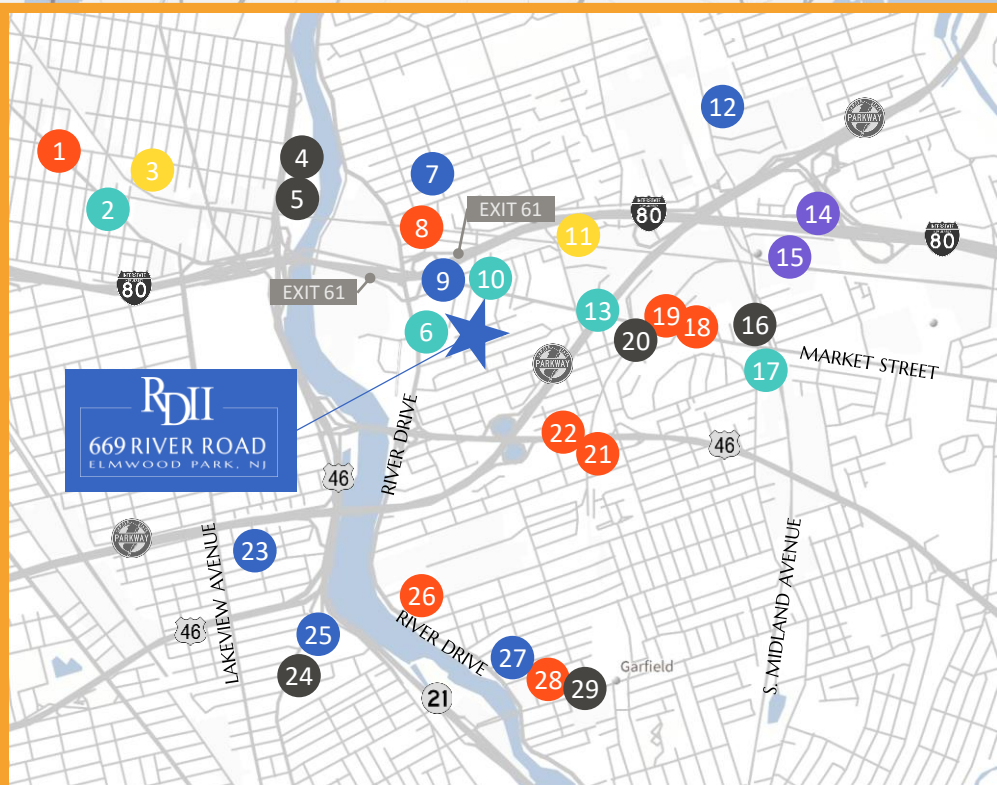 12
PARKWAY
1
3
4
7
5
2
8
EXIT 61
INTERSTATE
80
14
11
15
INTERSTATE
80
9
10
INTERSTATE
80
EXIT 61
13
19
18
16
6
20
MARKET STREET
PARKWAY
17
RDII
669 RIVER ROAD
ELMWOOD PARK, NJ
RIVER DRIVE
22
21
46
46
PARKWAY
23
LAKEVIEW AVENUE
S. MIDLAND AVENUE
26
46
25
RIVER DRIVE
27
24
28
29
Garfield
21